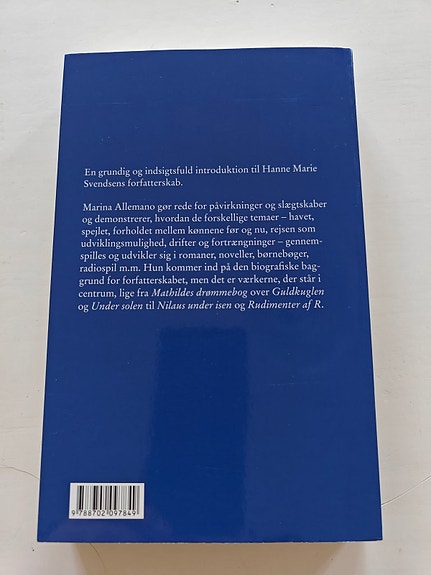 En grundig og indsigtsfuld introduktion til Hanne Marie
Svendsens forfatterskab.
Marina Allemano gør rede for påvirkninger og slægtskaber
og demonstrerer, hvordan de forskellige temaer – havet,
spejlet, forholdet mellem kønnene før og nu, rejsen som
udviklingsmulighed, drifter og fortrængninger – gennem-
spilles og udvikler sig i romaner, noveller, børnebøger,
radiospil m.m. Hun kommer ind på den biografiske bag-
grund for forfatterskabet, men det er værkerne, der står i
centrum, lige fra Mathildes drømmebog over Guldkuglen
og Under solen til Nilaus under isen og Rudimenter af R.
9 788702 097849